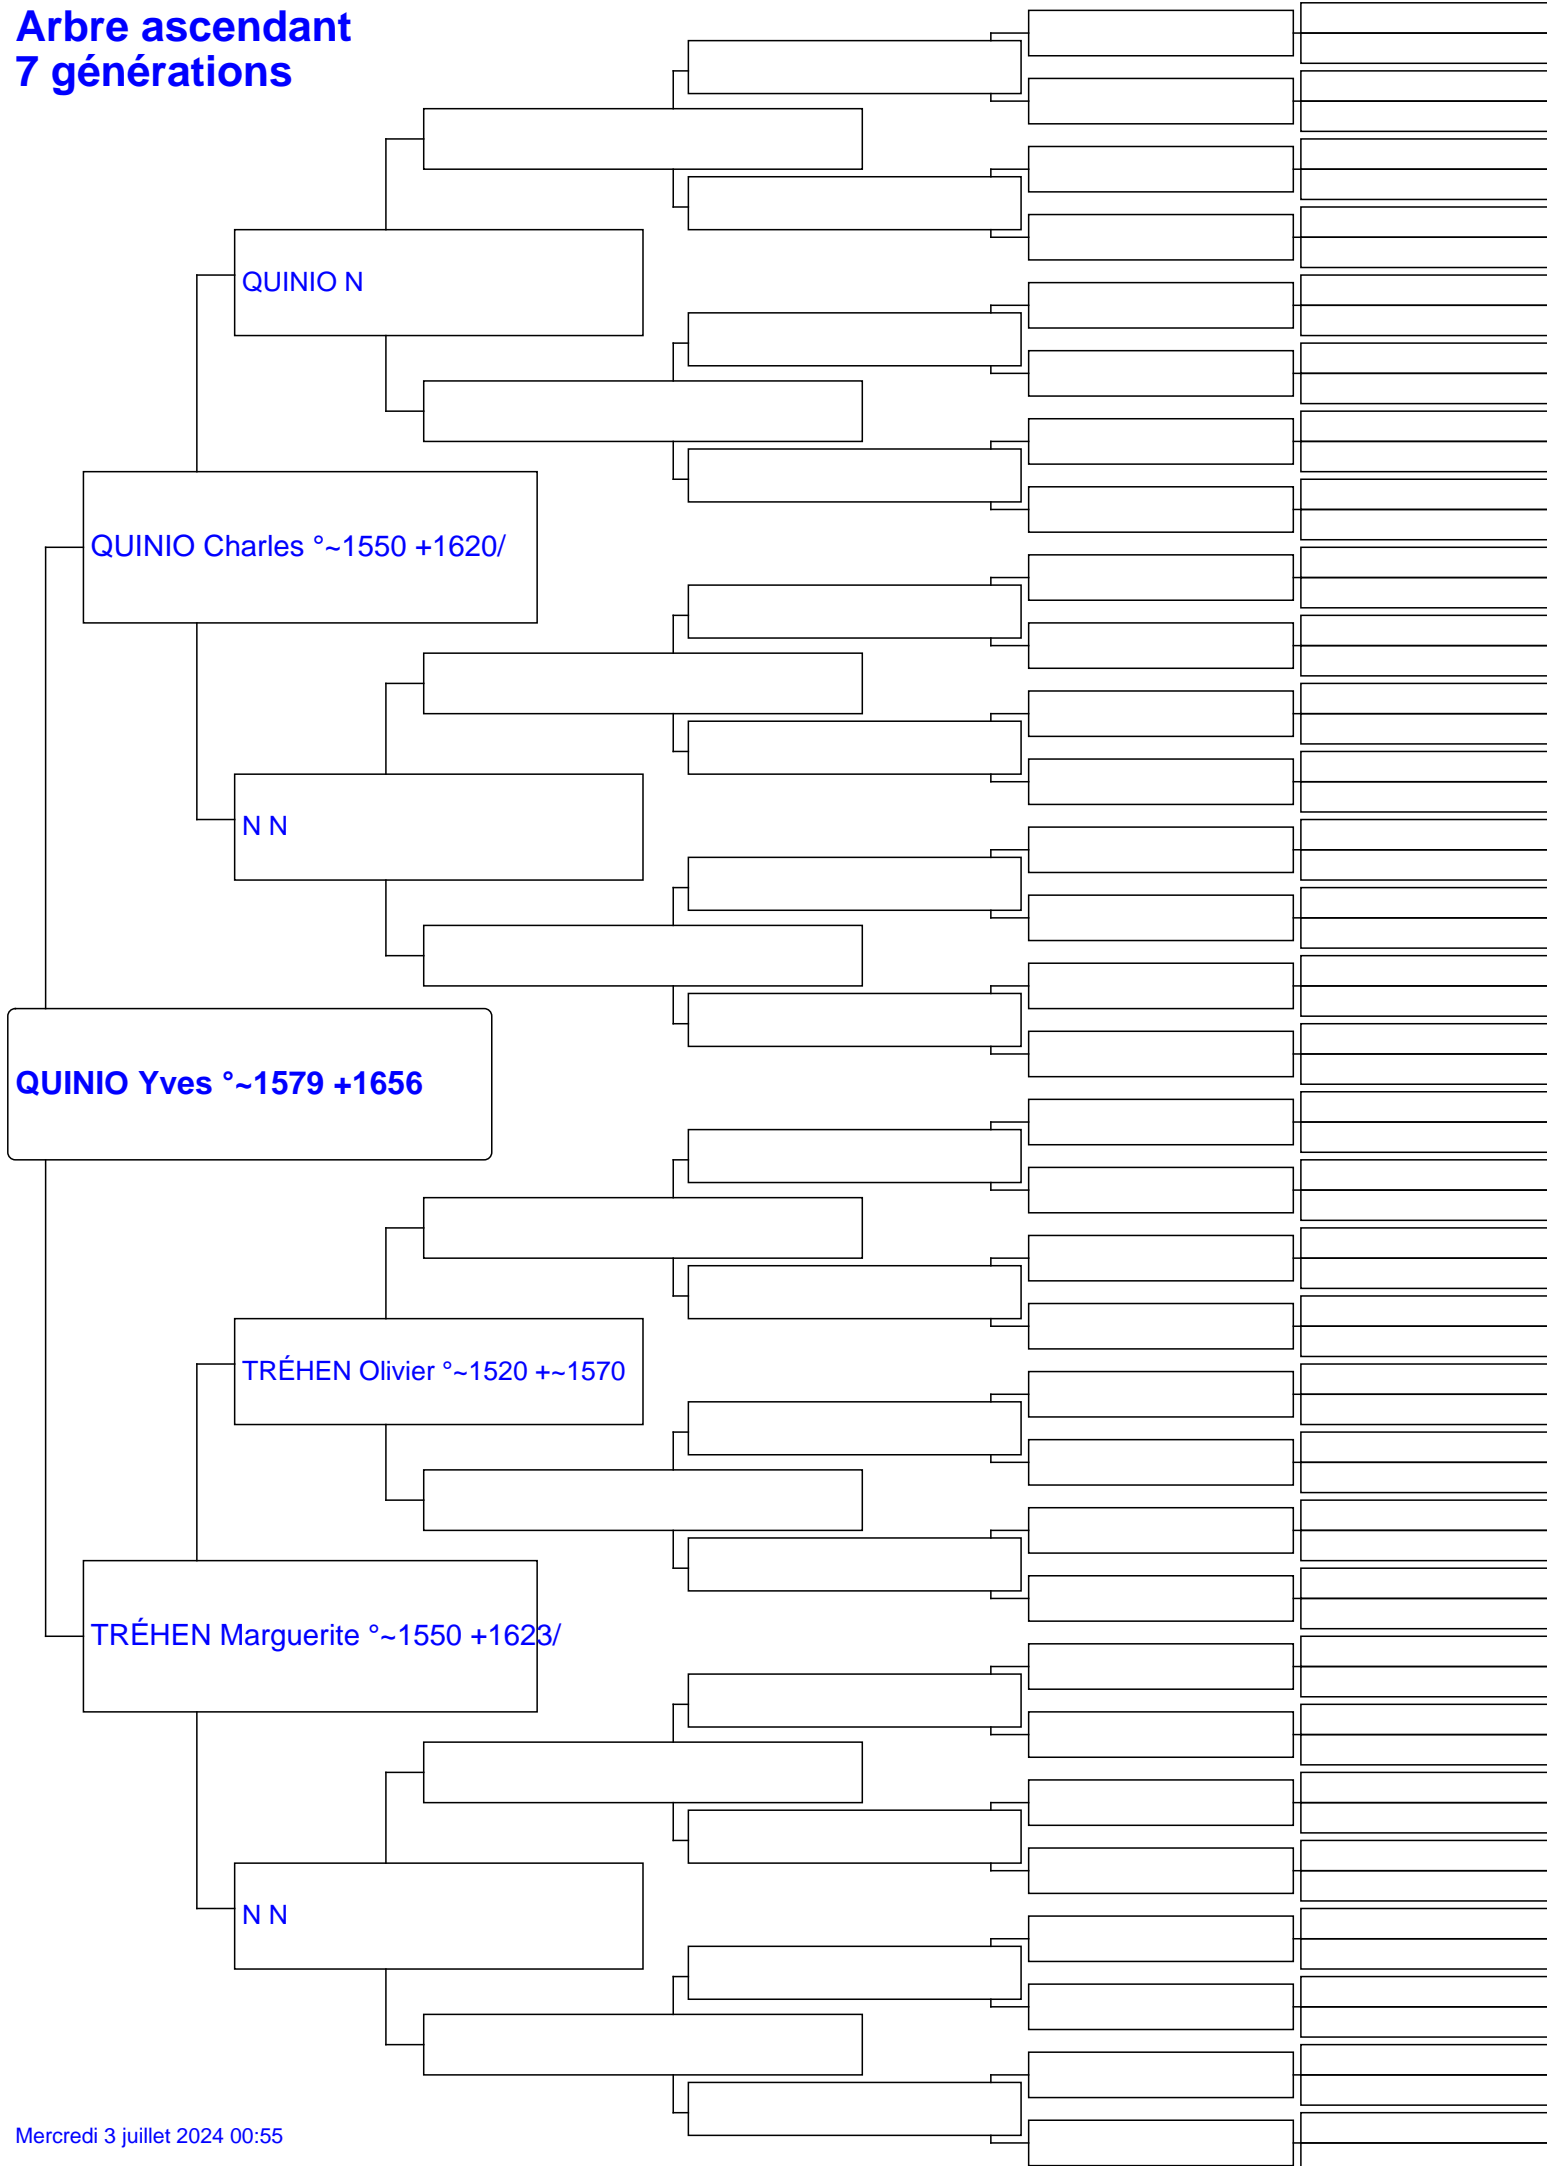 Arbre ascendant
7 générations
QUINIO N
QUINIO Charles °~1550 +1620/
N N
QUINIO Yves °~1579 +1656
TRÉHEN Olivier °~1520 +~1570
TRÉHEN Marguerite °~1550 +1623/
N N
Mercredi 3 juillet 2024 00:55